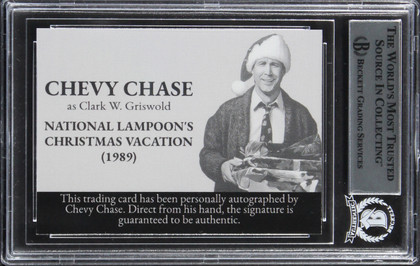 CHEVY CHASE
as Clark W. Griswold
NATIONAL LAMPOON'S
CHRISTMAS VACATION
(1989)
This trading card has been personally autographed by
Chevy Chase. Direct from his hand, the signature is
guaranteed to be authentic.
THE WORLD'S MOST TRUSTED
SOURCE IN COLLECTING™
BECKETT GRADING SERVICES